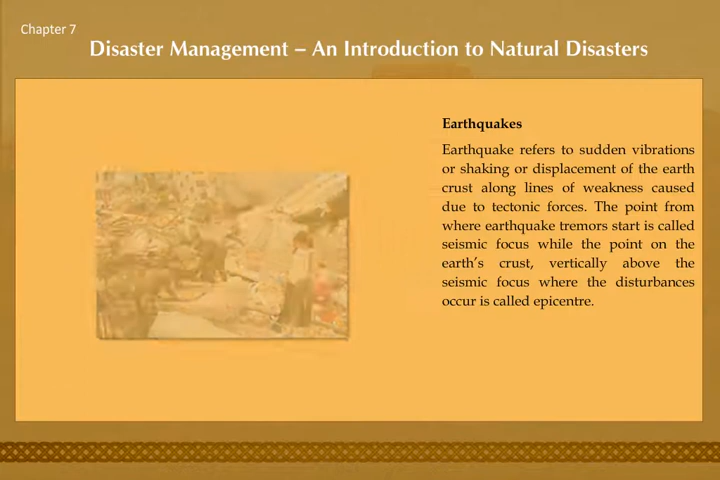 Chapter 7
Disaster Management – An Introduction to Natural Disasters
Earthquakes
Earthquake refers to sudden vibrations
or shaking or displacement of the earth
crust along lines of weakness caused
due to tectonic forces. The point from
where earthquake tremors start is called
seismic focus while the point on the
earth’s crust, vertically above the
seismic focus where the disturbances
occur is called epicentre.